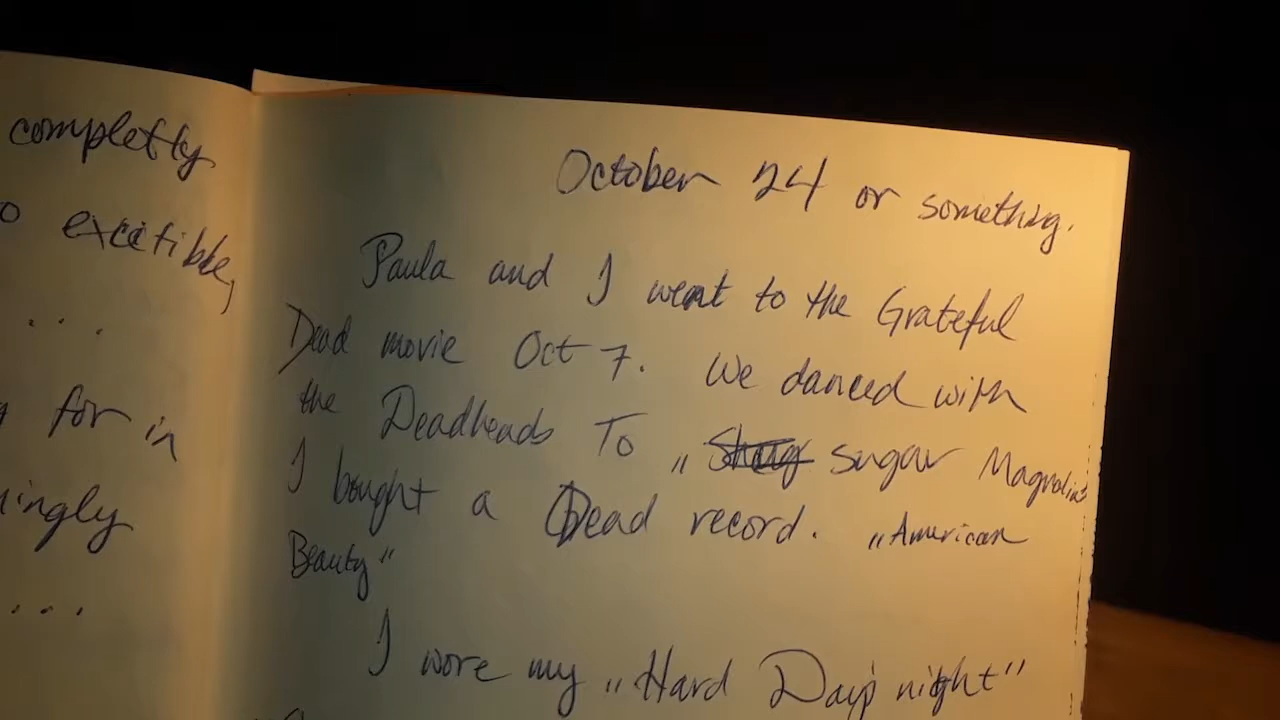 completly
excitible,
. . .
for in
ingly
. . .
October 24 or something.
Paula and I went to the Grateful
Dead movie Oct 7. We danced with
the Deadheads To „ sugar Magnolia"
I bought a Dead record. „American
Beauty"
I wore my „Hard Day's night"